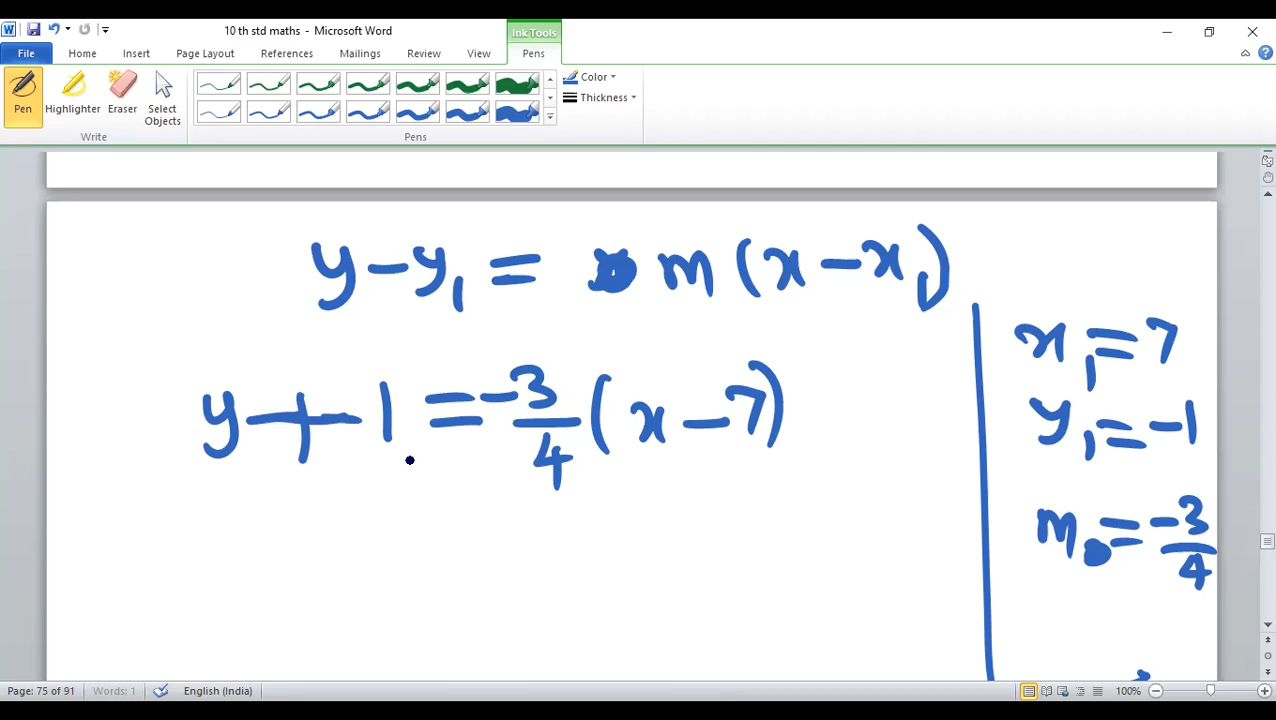 10 th std maths - Microsoft Word
Ink Tools
File Home Insert Page Layout References Mailings Review View Pens
Pen Highlighter Eraser Select Objects
Color
Thickness
Write Pens
y - y₁ = m(x - x₁)
x₁ = 7
y + 1 = -3/4 (x - 7)
y₁ = -1
m = -3/4
Page: 75 of 91 Words: 1 English (India) 100%